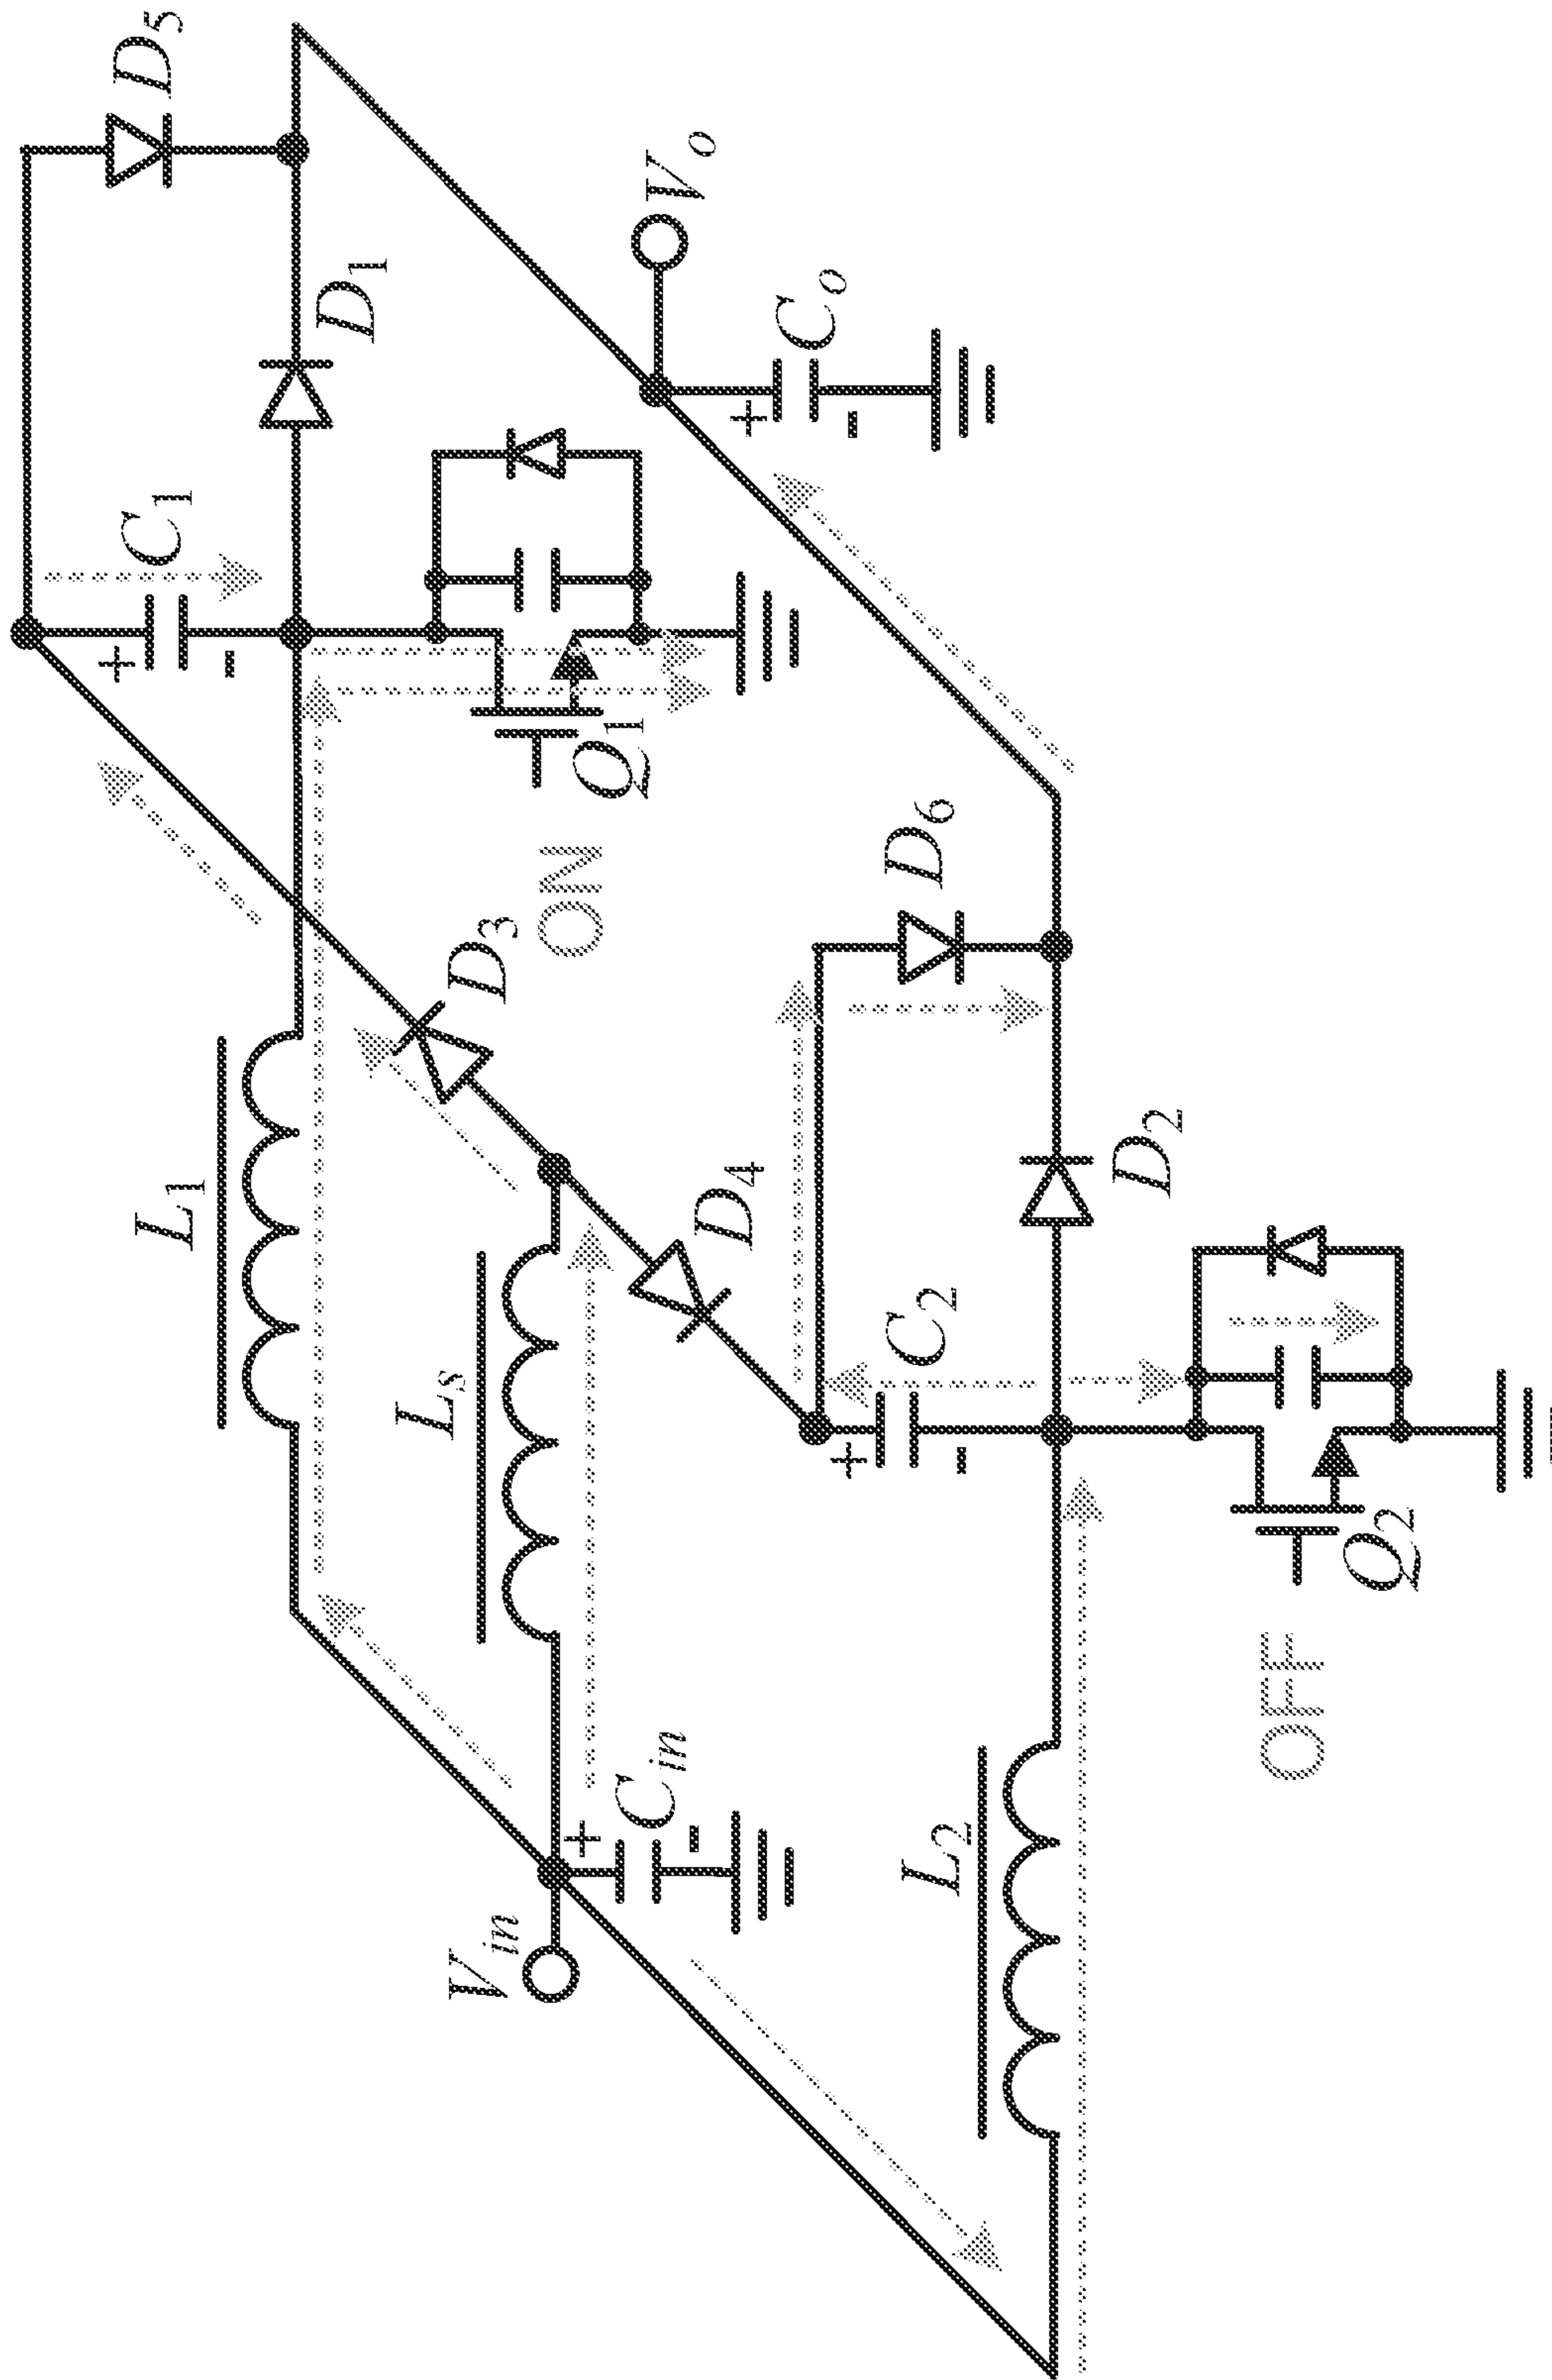 D5
D1
C1
Vo
Co
Q1
ON
D3
D6
L1
D4
D2
Ls
C2
Q2
OFF
Vin
Cin
L2
+
-
+
-
+
-
+
-